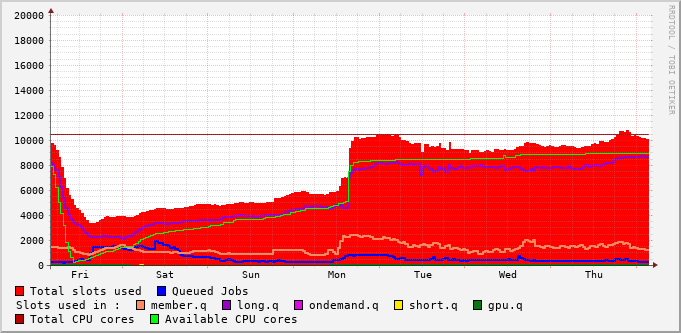 20000
18000
16000
14000
12000
10000
8000
6000
4000
2000
0
Fri Sat Sun Mon Tue Wed Thu
Total slots used Queued Jobs
Slots used in : member.q long.q ondemand.q short.q gpu.q
Total CPU cores Available CPU cores
RRDTOOL / TOBI OETIKER